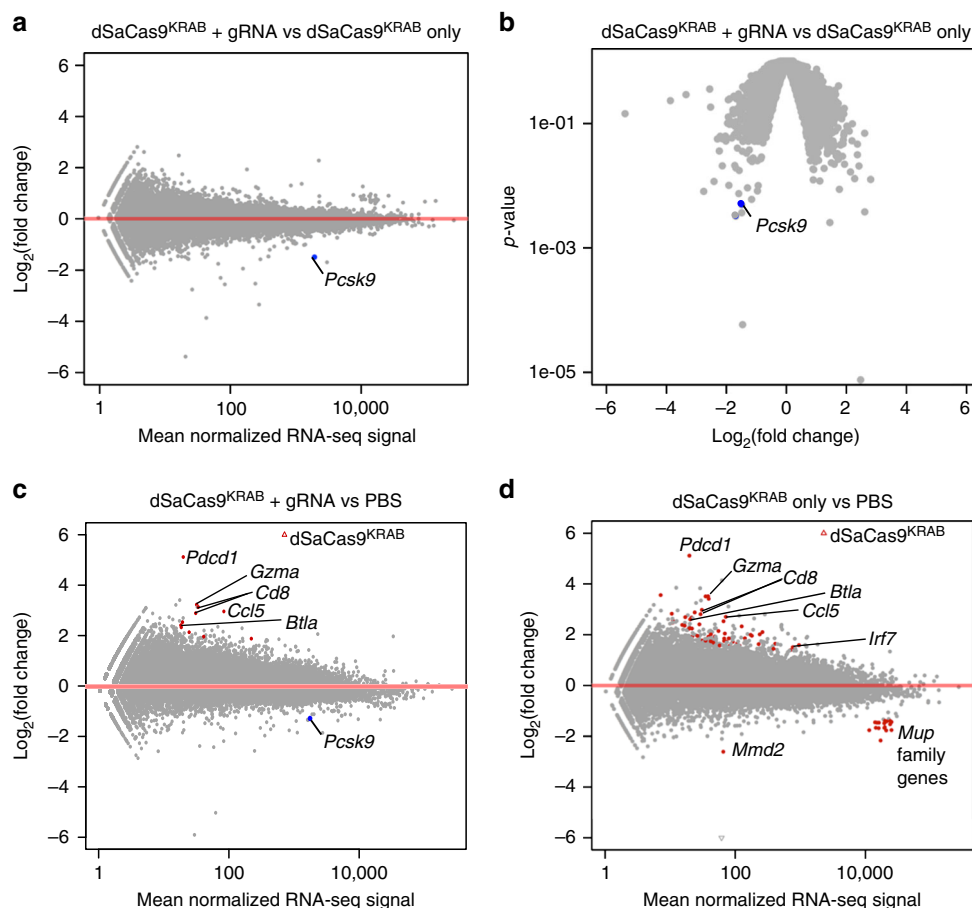 a
dSaCas9KRAB + gRNA vs dSaCas9KRAB only
6
4
2
0
–2
–4
–6
Log2(fold change)
Pcsk9
1
100
10,000
Mean normalized RNA-seq signal
b
dSaCas9KRAB + gRNA vs dSaCas9KRAB only
1e-01
1e-03
1e-05
p-value
Pcsk9
–6
–4
–2
0
2
4
6
Log2(fold change)
c
dSaCas9KRAB + gRNA vs PBS
6
4
2
0
–2
–4
–6
Log2(fold change)
dSaCas9KRAB
Pdcd1
Gzma
Cd8
Ccl5
Btla
Pcsk9
1
100
10,000
Mean normalized RNA-seq signal
d
dSaCas9KRAB only vs PBS
6
4
2
0
–2
–4
–6
Log2(fold change)
dSaCas9KRAB
Pdcd1
Gzma
Cd8
Btla
Ccl5
Irf7
Mmd2
Mup
family
genes
1
100
10,000
Mean normalized RNA-seq signal